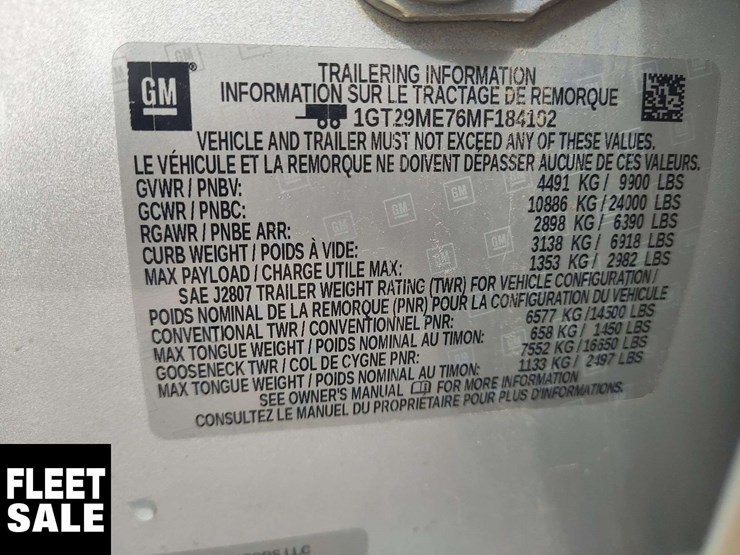 GM
TRAILERING INFORMATION
INFORMATION SUR LE TRACTAGE DE REMORQUE
1GT29ME76MF184162
VEHICLE AND TRAILER MUST NOT EXCEED ANY OF THESE VALUES.
LE VÉHICULE ET LA REMORQUE NE DOIVENT DÉPASSER AUCUNE DE CES VALEURS.
GVWR / PNBV: 4491 KG / 9900 LBS
GCWR / PNBC: 10886 KG / 24000 LBS
RGAWR / PNBE ARR: 2898 KG / 6390 LBS
CURB WEIGHT / POIDS À VIDE: 3138 KG / 6918 LBS
MAX PAYLOAD / CHARGE UTILE MAX: 1353 KG / 2982 LBS
SAE J2807 TRAILER WEIGHT RATING (TWR) FOR VEHICLE CONFIGURATION /
POIDS NOMINAL DE LA REMORQUE (PNR) POUR LA CONFIGURATION DU VÉHICULE
CONVENTIONAL TWR / CONVENTIONNEL PNR: 6577 KG / 14500 LBS
MAX TONGUE WEIGHT / POIDS NOMINAL AU TIMON: 658 KG / 1450 LBS
GOOSENECK TWR / COL DE CYGNE PNR: 7552 KG / 16650 LBS
MAX TONGUE WEIGHT / POIDS NOMINAL AU TIMON: 1133 KG / 2497 LBS
SEE OWNER'S MANUAL FOR MORE INFORMATION
CONSULTEZ LE MANUEL DU PROPRIÉTAIRE POUR PLUS D'INFORMATIONS.
FLEET
SALE
LLC